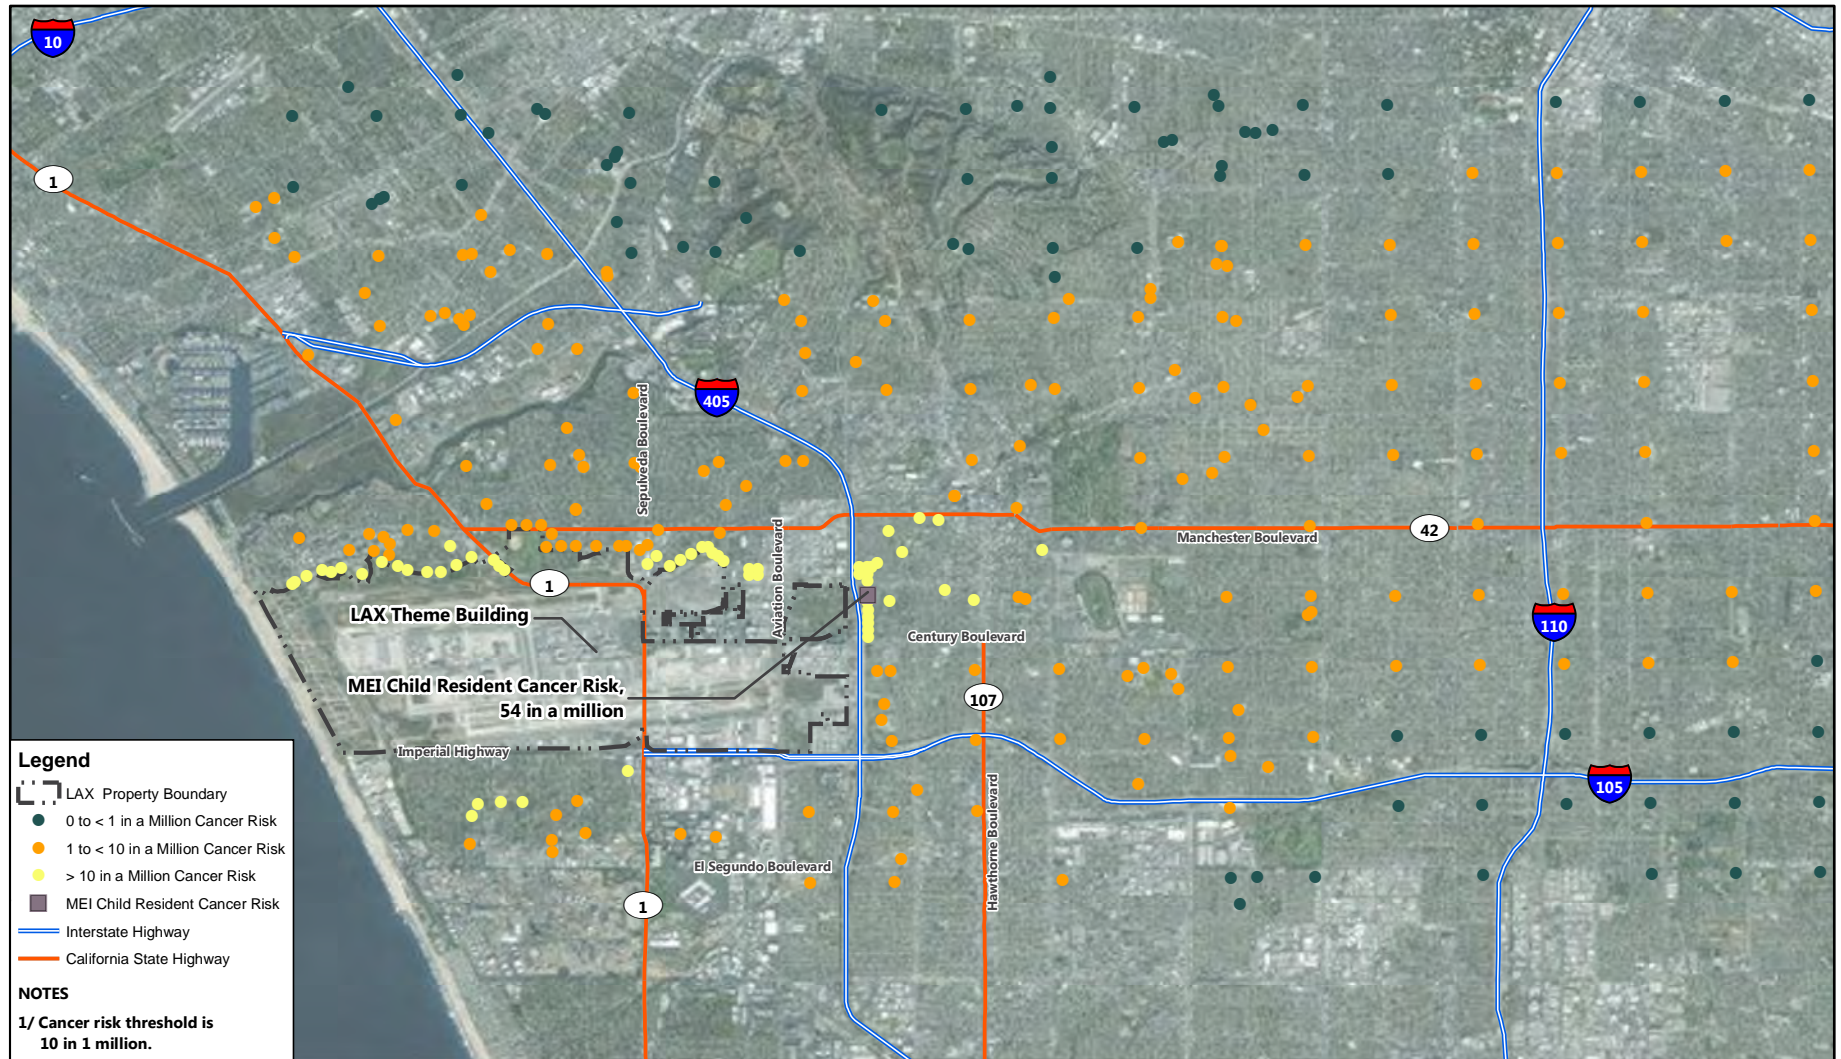 10
1
405
Sepulveda Boulevard
Aviation Boulevard
Manchester Boulevard
42
1
LAX Theme Building
Century Boulevard
110
MEI Child Resident Cancer Risk,
54 in a million
107
Imperial Highway
105
Hawthorne Boulevard
El Segundo Boulevard
1
Legend
LAX Property Boundary
0 to < 1 in a Million Cancer Risk
1 to < 10 in a Million Cancer Risk
> 10 in a Million Cancer Risk
MEI Child Resident Cancer Risk
Interstate Highway
California State Highway
NOTES
1/ Cancer risk threshold is
10 in 1 million.